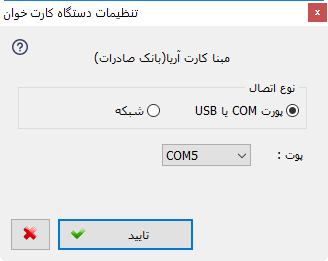 تنظیمات دستگاه کارت خوان
مبنا کارت آریا(بانک صادرات)
نوع اتصال
پورت COM یا USB
شبکه
پوت :
COM5
تایید